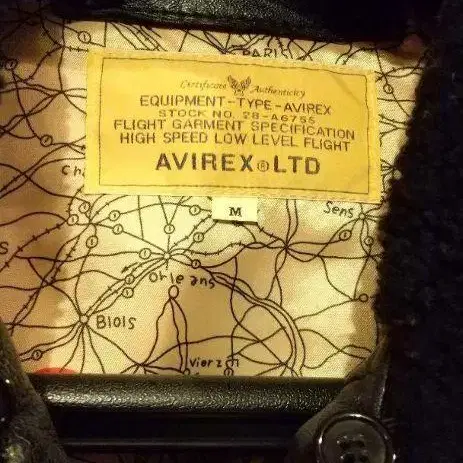 PARIS
Certificate Authenticity
EQUIPMENT-TYPE-AVIREX
STOCK NO. 28-A6755
FLIGHT GARMENT SPECIFICATION
HIGH SPEED LOW LEVEL FLIGHT
AVIREX® LTD
M
Sens
Orleans
Blois